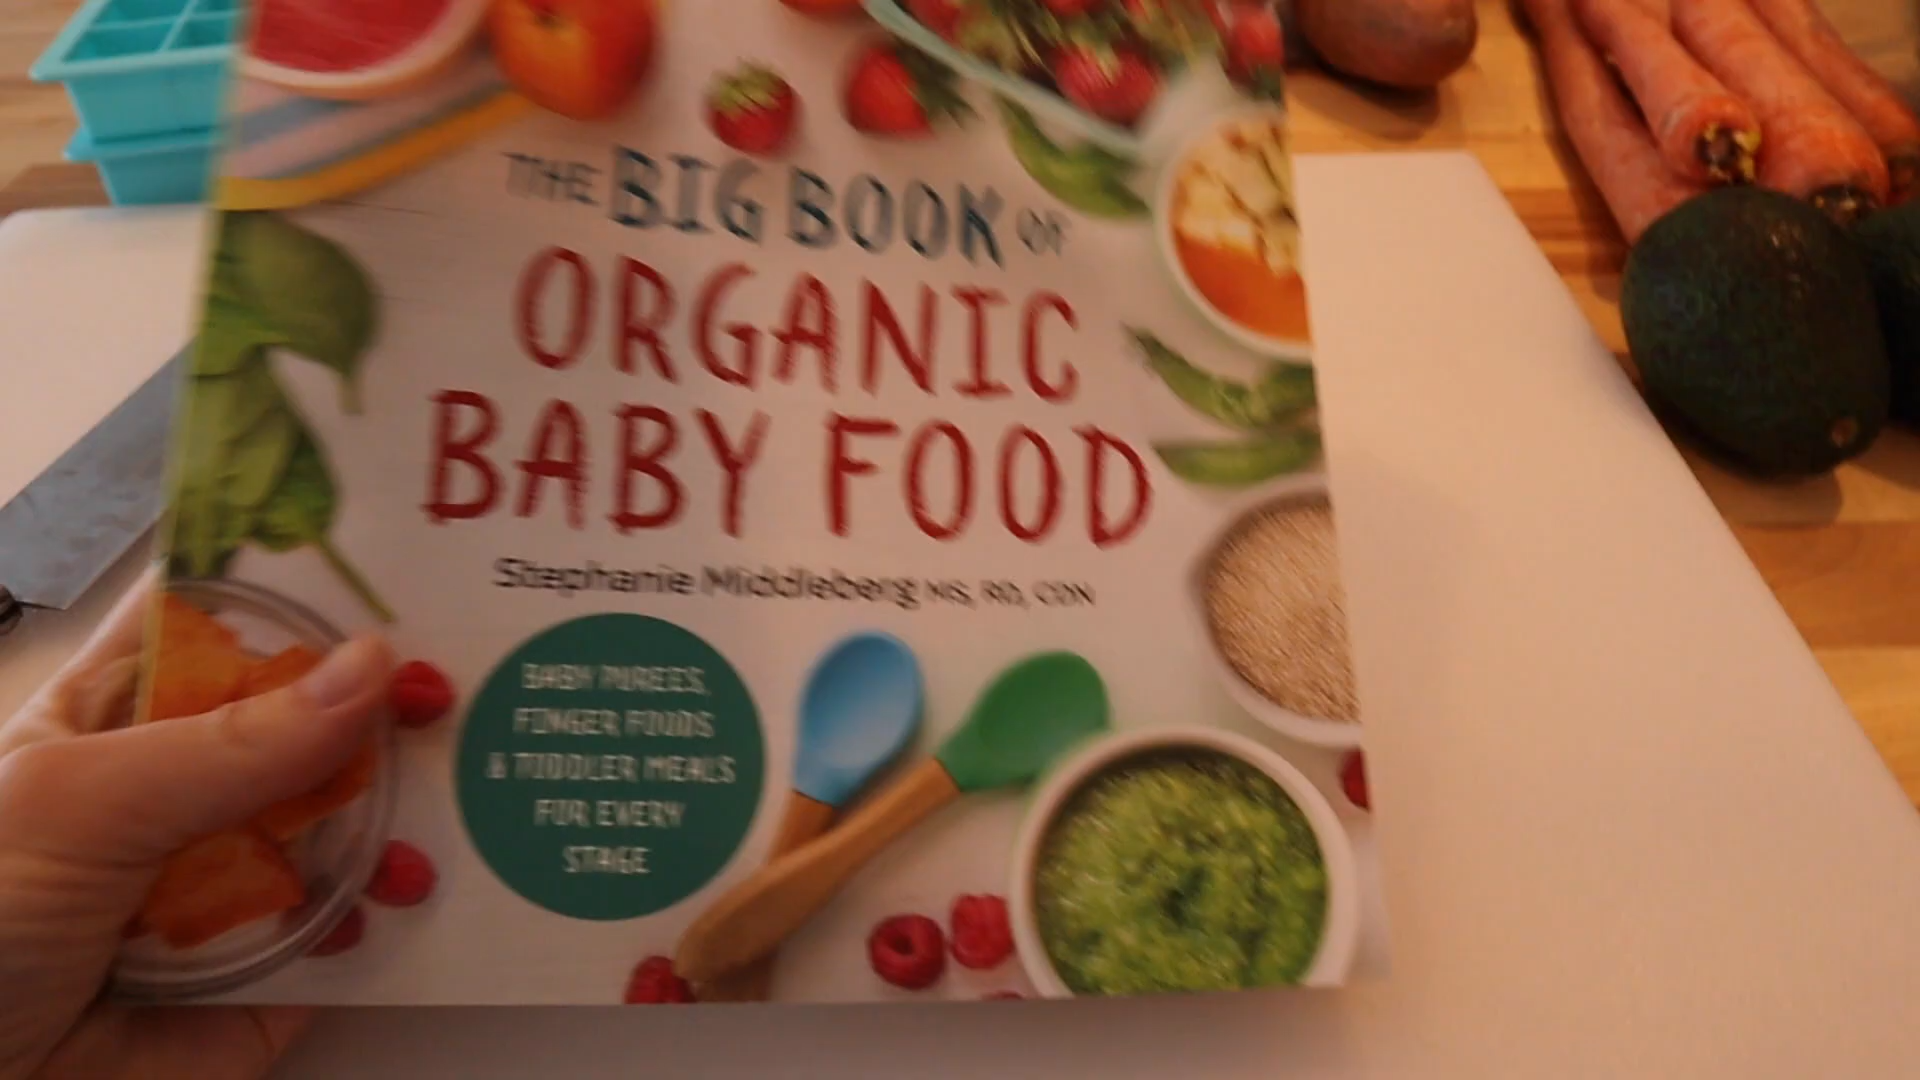 THE BIG BOOK OF
ORGANIC
BABY FOOD
Stephanie Middleberg MS, RD, CDN
BABY PUREES,
FINGER FOODS
& TODDLER MEALS
FOR EVERY
STAGE